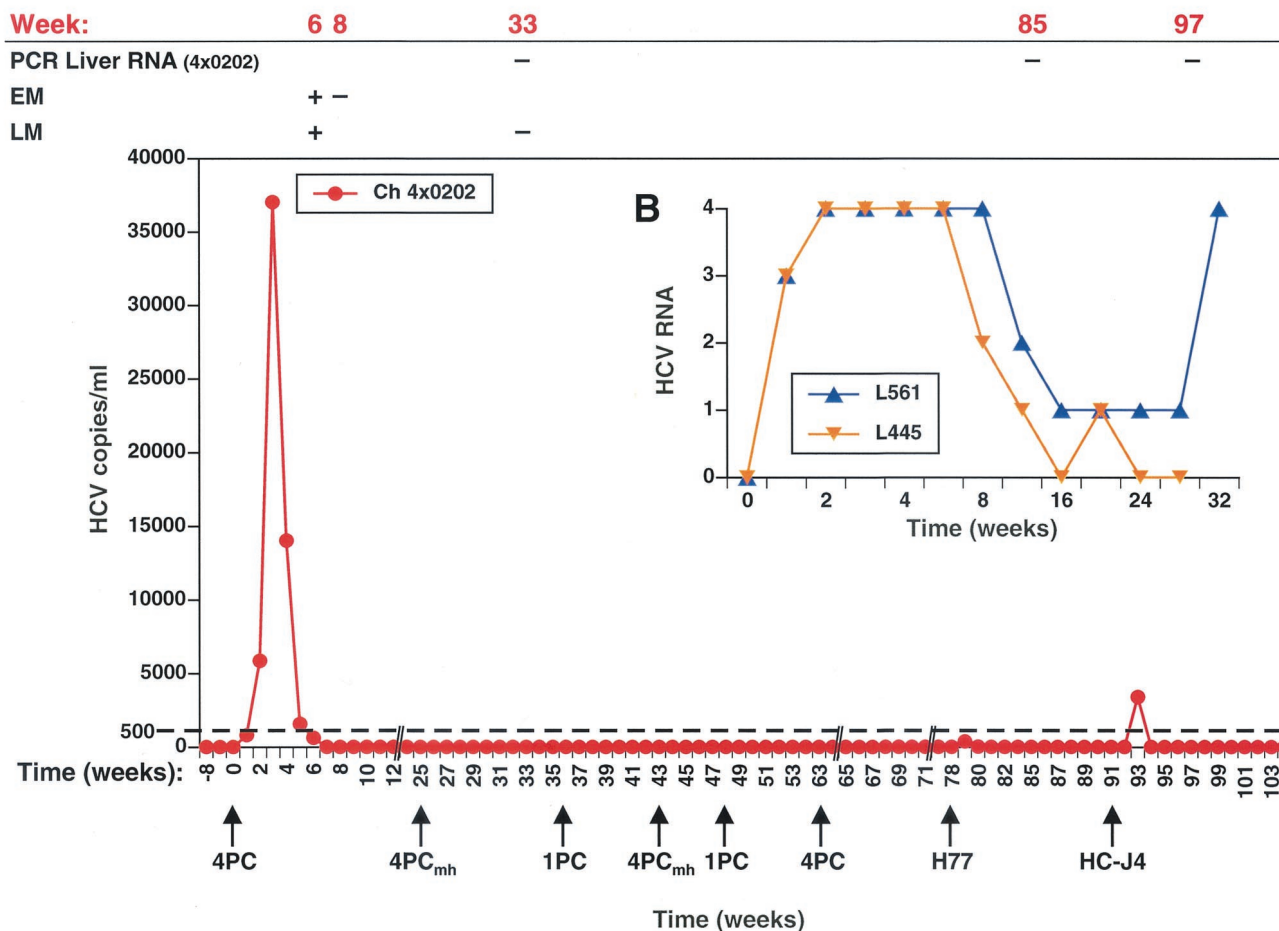 Week: 6 8 33 85 97
PCR Liver RNA (4x0202) – – –
EM + –
LM + –
40000
35000
30000
25000
20000
15000
10000
5000
500
0
HCV copies/ml
Ch 4x0202
B
4
3
2
1
0
HCV RNA
L561
L445
0 2 4 8 16 24 32
Time (weeks)
Time (weeks): -8 0 2 4 6 8 10 12 25 27 29 31 33 35 37 39 41 43 45 47 49 51 53 63 65 67 69 71 78 80 82 85 87 89 91 93 95 97 99 101 103
4PC 4PCmh 1PC 4PCmh 1PC 4PC H77 HC-J4
Time (weeks)